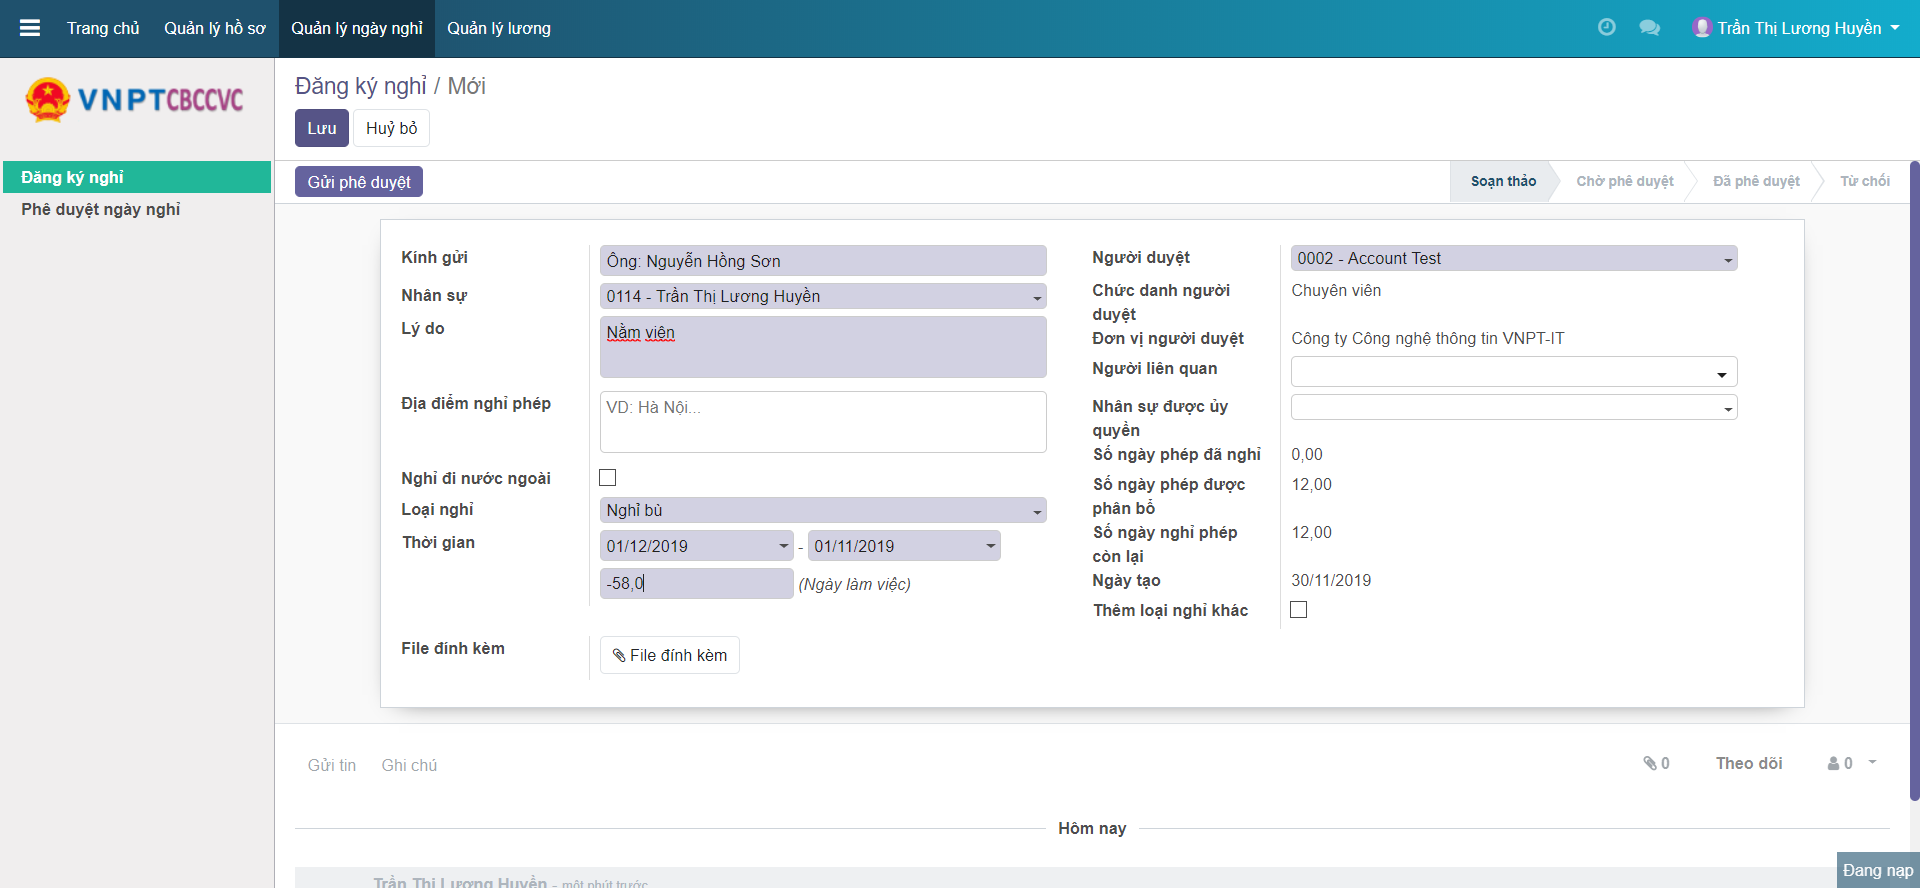 Trang chủ Quản lý hồ sơ Quản lý ngày nghỉ Quản lý lương Trần Thị Lương Huyền
VNPTCBCCVC
Đăng ký nghỉ
Phê duyệt ngày nghỉ
Đăng ký nghỉ / Mới
Lưu Huỷ bỏ
Gửi phê duyệt
Soạn thảo Chờ phê duyệt Đã phê duyệt Từ chối
Kính gửi Ông: Nguyễn Hồng Sơn
Nhân sự 0114 - Trần Thị Lương Huyền
Lý do Nằm viên
Địa điểm nghỉ phép VD: Hà Nội...
Nghỉ đi nước ngoài
Loại nghỉ Nghỉ bù
Thời gian 01/12/2019 - 01/11/2019
-58,0 (Ngày làm việc)
File đính kèm File đính kèm
Người duyệt 0002 - Account Test
Chức danh người duyệt Chuyên viên
Đơn vị người duyệt Công ty Công nghệ thông tin VNPT-IT
Người liên quan
Nhân sự được ủy quyền
Số ngày phép đã nghỉ 0,00
Số ngày phép được phân bổ 12,00
Số ngày nghỉ phép còn lại 12,00
Ngày tạo 30/11/2019
Thêm loại nghỉ khác
Gửi tin Ghi chú 0 Theo dõi 0
Hôm nay
Trần Thị Lương Huyền - một phút trước
Đang nạp